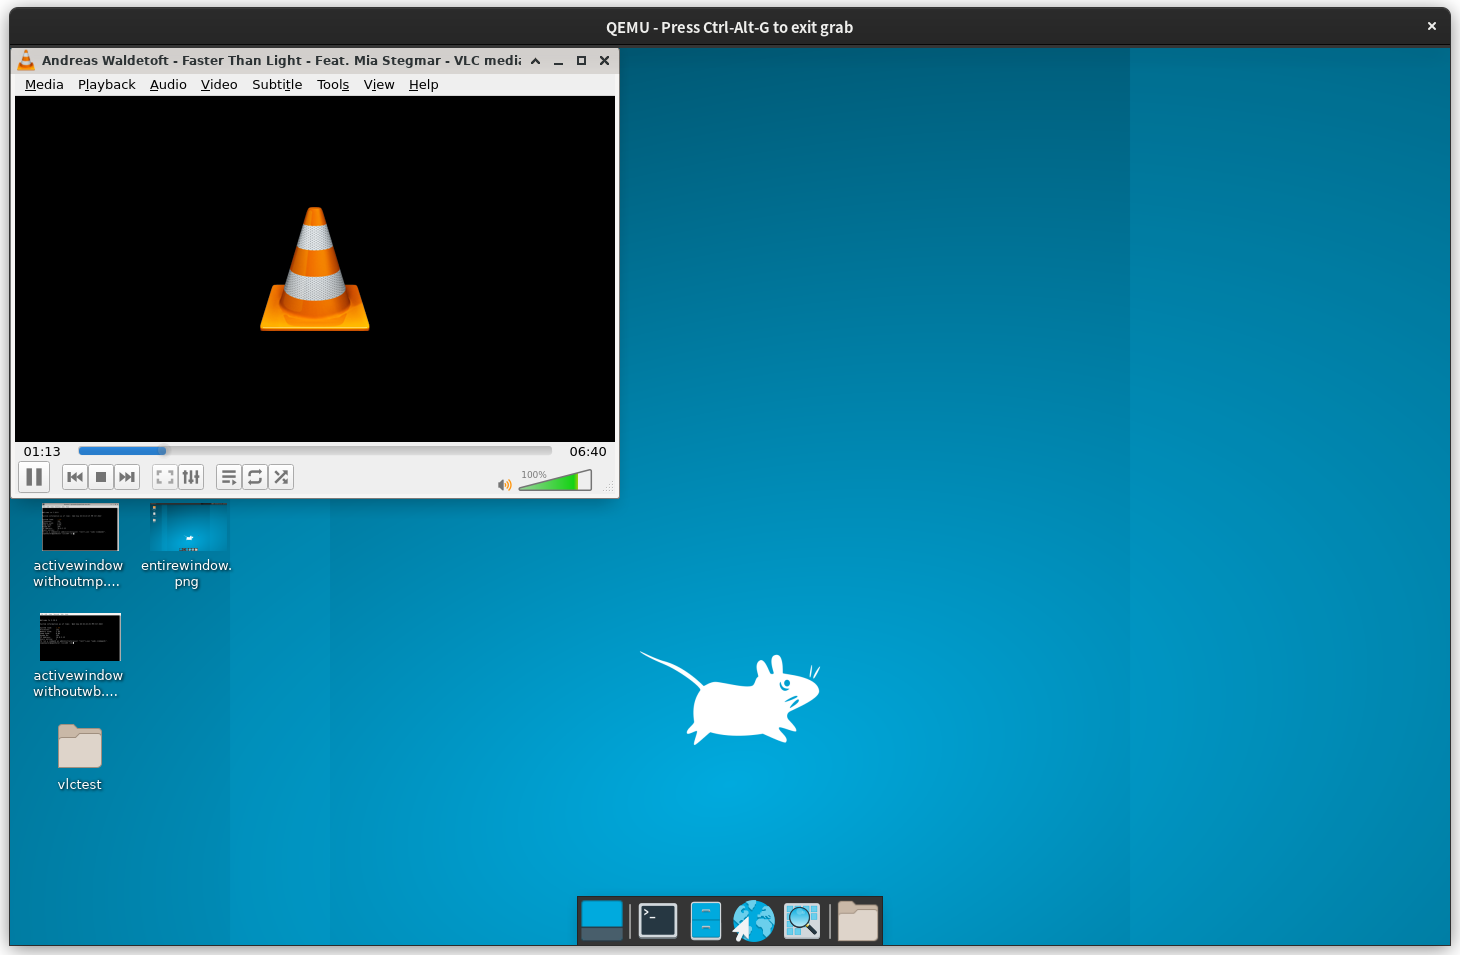 QEMU - Press Ctrl-Alt-G to exit grab
Andreas Waldetoft - Faster Than Light - Feat. Mia Stegmar - VLC media
Media Playback Audio Video Subtitle Tools View Help
01:13
06:40
100%
activewindow
withoutmp....
entirewindow.
png
activewindow
withoutwb....
vlctest